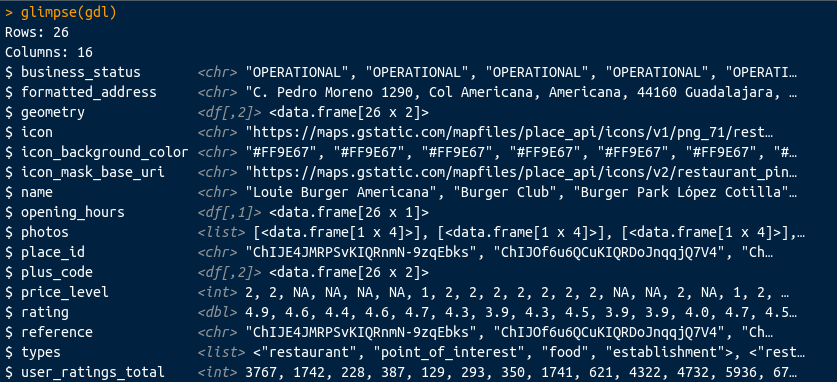 > glimpse(gdl)
Rows: 26
Columns: 16
$ business_status       <chr> "OPERATIONAL", "OPERATIONAL", "OPERATIONAL", "OPERATIONAL", "OPERATI…
$ formatted_address     <chr> "C. Pedro Moreno 1290, Col Americana, Americana, 44160 Guadalajara, …
$ geometry              <df[,2]> <data.frame[26 x 2]>
$ icon                  <chr> "https://maps.gstatic.com/mapfiles/place_api/icons/v1/png_71/rest…
$ icon_background_color <chr> "#FF9E67", "#FF9E67", "#FF9E67", "#FF9E67", "#FF9E67", "#FF9E67", "#…
$ icon_mask_base_uri    <chr> "https://maps.gstatic.com/mapfiles/place_api/icons/v2/restaurant_pin…
$ name                  <chr> "Louie Burger Americana", "Burger Club", "Burger Park López Cotilla"…
$ opening_hours         <df[,1]> <data.frame[26 x 1]>
$ photos                <list> [<data.frame[1 x 4]>], [<data.frame[1 x 4]>], [<data.frame[1 x 4]>],…
$ place_id              <chr> "ChIJE4JMRPSvKIQRnmN-9zqEbks", "ChIJOf6u6QCuKIQRDoJnqqjQ7V4", "Ch…
$ plus_code             <df[,2]> <data.frame[26 x 2]>
$ price_level           <int> 2, 2, NA, NA, NA, NA, 1, 2, 2, 2, 2, 2, 2, 2, NA, NA, 2, NA, 1, 2, …
$ rating                <dbl> 4.9, 4.6, 4.4, 4.6, 4.7, 4.3, 3.9, 4.3, 4.5, 3.9, 3.9, 4.0, 4.7, 4.5…
$ reference             <chr> "ChIJE4JMRPSvKIQRnmN-9zqEbks", "ChIJOf6u6QCuKIQRDoJnqqjQ7V4", "Ch…
$ types                 <list> <"restaurant", "point_of_interest", "food", "establishment">, <"rest…
$ user_ratings_total    <int> 3767, 1742, 228, 387, 129, 293, 350, 1741, 621, 4322, 4732, 5936, 67…